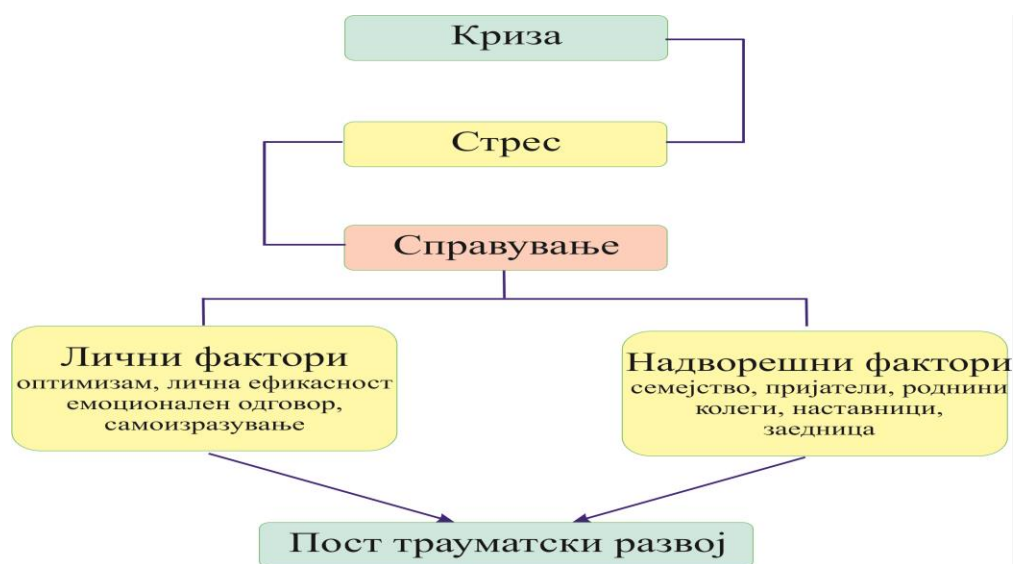 Криза
Стрес
Справување
Лични фактори
оптимизам, лична ефикасност
емоционален одговор,
самоизразување
Надворешни фактори
семејство, пријатели, роднини
колеги, наставници,
заедница
Пост трауматски развој